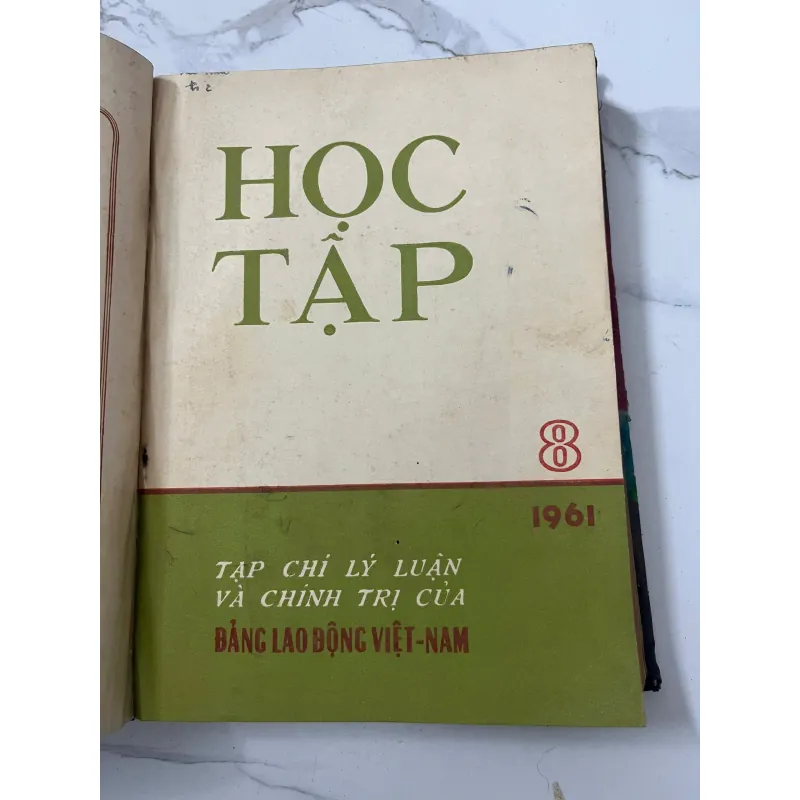 HỌC
TẬP
8
1961
TẠP CHÍ LÝ LUẬN
VÀ CHÍNH TRỊ CỦA
ĐẢNG LAO ĐỘNG VIỆT-NAM